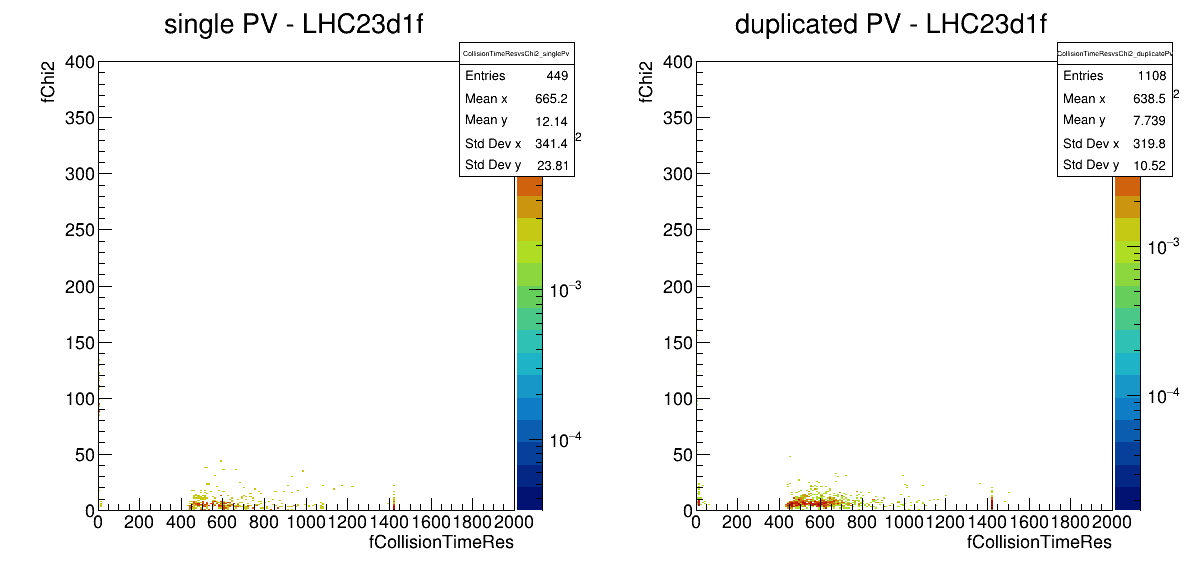 single PV - LHC23d1f
CollisionTimeResvsChi2_singlePv
Entries 449
Mean x 665.2
Mean y 12.14
Std Dev x 341.4
Std Dev y 23.81
fChi2
400
350
300
250
200
150
100
50
0
0 200 400 600 800 1000 1200 1400 1600 1800 2000
fCollisionTimeRes
2
10−3
10−4
duplicated PV - LHC23d1f
CollisionTimeResvsChi2_duplicatePv
Entries 1108
Mean x 638.5
Mean y 7.739
Std Dev x 319.8
Std Dev y 10.52
fChi2
400
350
300
250
200
150
100
50
0
0 200 400 600 800 1000 1200 1400 1600 1800 2000
fCollisionTimeRes
2
10−3
10−4